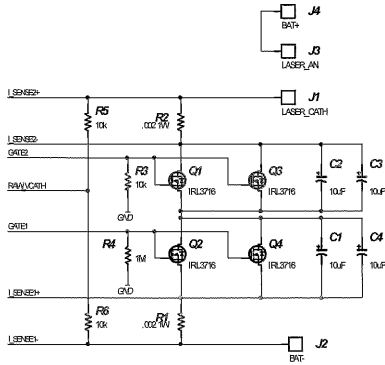 J4
BAT+
J3
LASER_AN
I_SENSE2+
J1
LASER_CATH
R5
10k
R2
.002 1W
I_SENSE2-
GATE2
R3
10k
Q1
IRL3716
Q3
IRL3716
C2
10uF
C3
10uF
RAW_VCATH
GND
GATE1
R4
1M
Q2
IRL3716
Q4
IRL3716
C1
10uF
C4
10uF
GND
I_SENSE1+
R6
10k
R1
.002 1W
I_SENSE1-
J2
BAT-